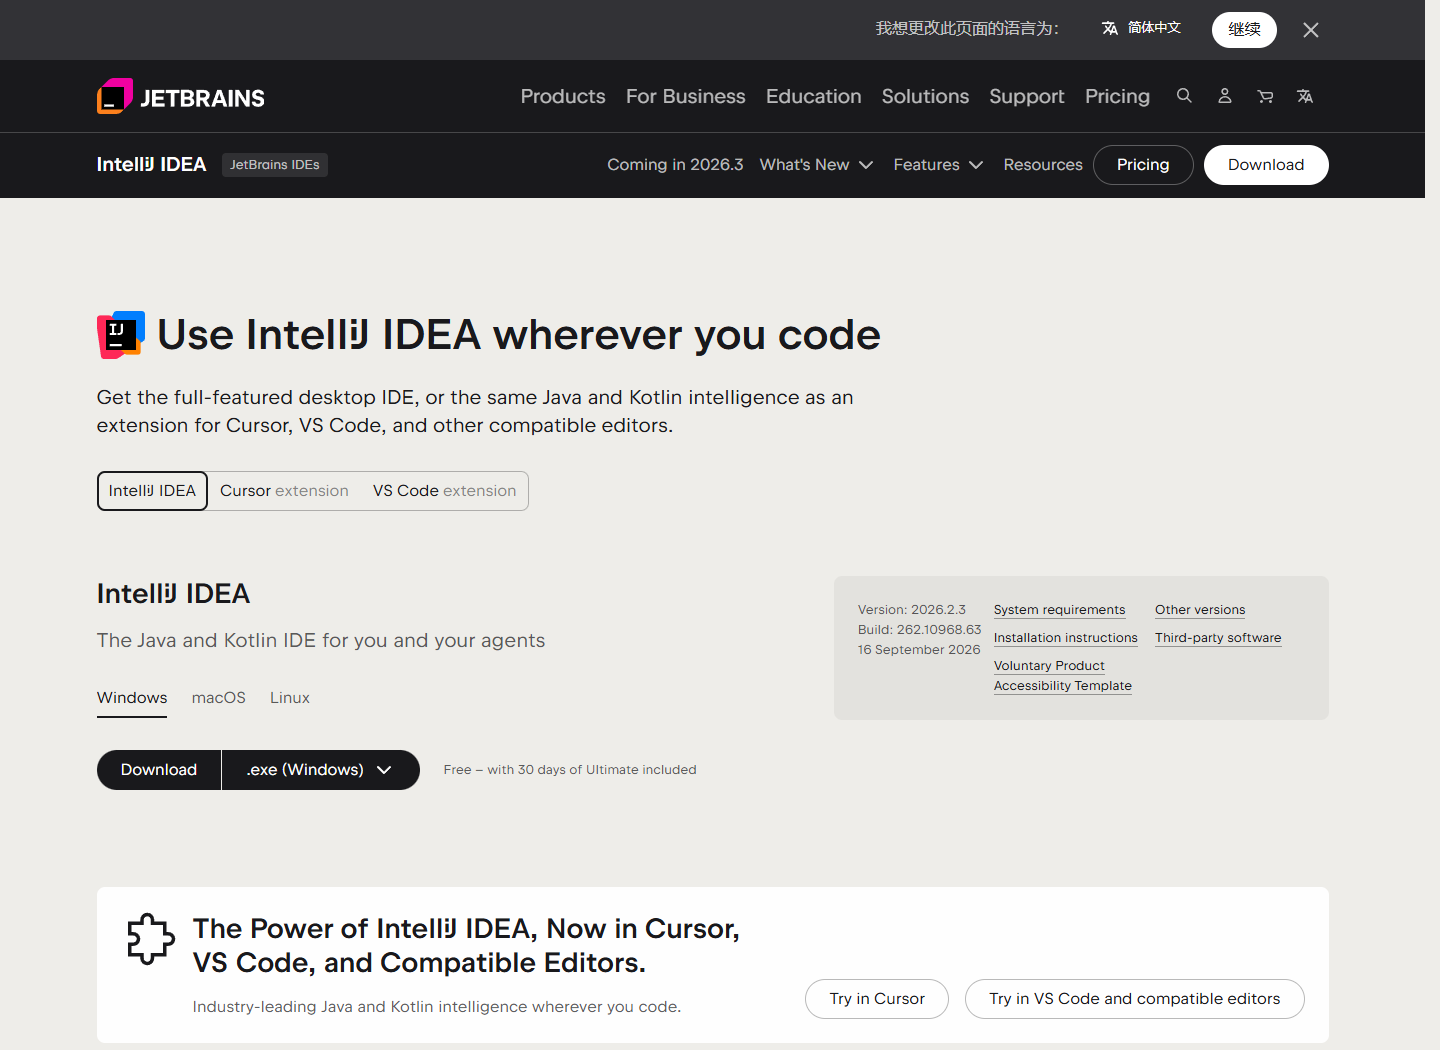 我想更改此页面的语言为：
简体中文
继续
JETBRAINS
Products For Business Education Solutions Support Pricing
IntelliJ IDEA JetBrains IDEs
Coming in 2026.3 What's New Features Resources Pricing Download
IJ
Use IntelliJ IDEA wherever you code
Get the full-featured desktop IDE, or the same Java and Kotlin intelligence as an
extension for Cursor, VS Code, and other compatible editors.
IntelliJ IDEA Cursor extension VS Code extension
IntelliJ IDEA
The Java and Kotlin IDE for you and your agents
Windows macOS Linux
Download .exe (Windows)
Free – with 30 days of Ultimate included
Version: 2026.2.3
Build: 262.10968.63
16 September 2026
System requirements
Installation instructions
Voluntary Product
Accessibility Template
Other versions
Third-party software
The Power of IntelliJ IDEA, Now in Cursor,
VS Code, and Compatible Editors.
Industry-leading Java and Kotlin intelligence wherever you code.
Try in Cursor
Try in VS Code and compatible editors